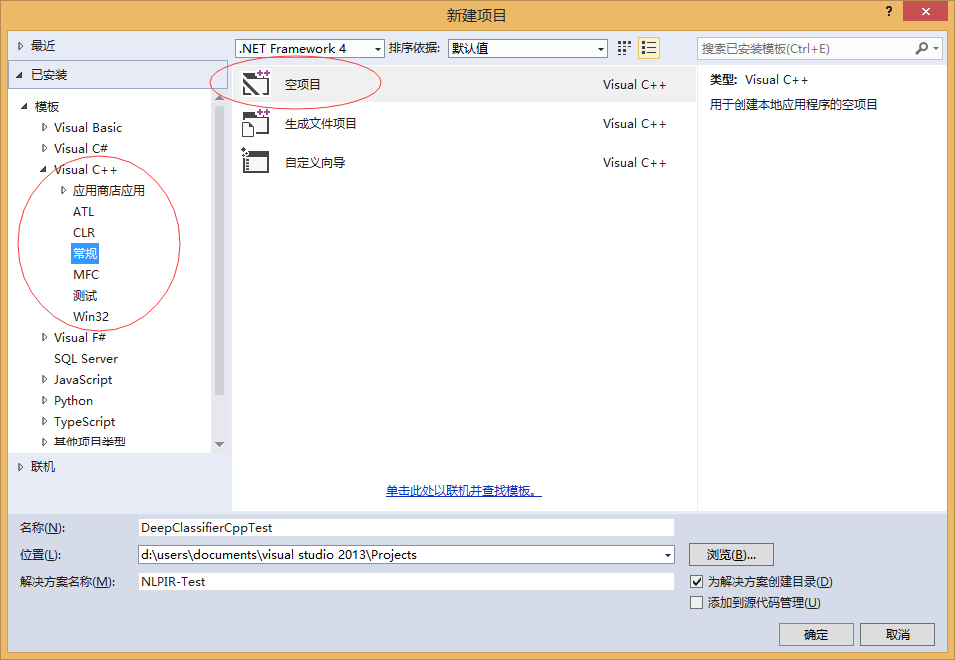 新建项目
?
最近
.NET Framework 4
排序依据:
默认值
搜索已安装模板(Ctrl+E)
已安装
模板
Visual Basic
Visual C#
Visual C++
应用商店应用
ATL
CLR
常规
MFC
测试
Win32
Visual F#
SQL Server
JavaScript
Python
TypeScript
其他项目类型
联机
空项目 Visual C++
生成文件项目 Visual C++
自定义向导 Visual C++
单击此处以联机并查找模板。
类型: Visual C++
用于创建本地应用程序的空项目
名称(N): DeepClassifierCppTest
位置(L): d:\users\documents\visual studio 2013\Projects
浏览(B)...
解决方案名称(M): NLPIR-Test
为解决方案创建目录(D)
添加到源代码管理(U)
确定
取消